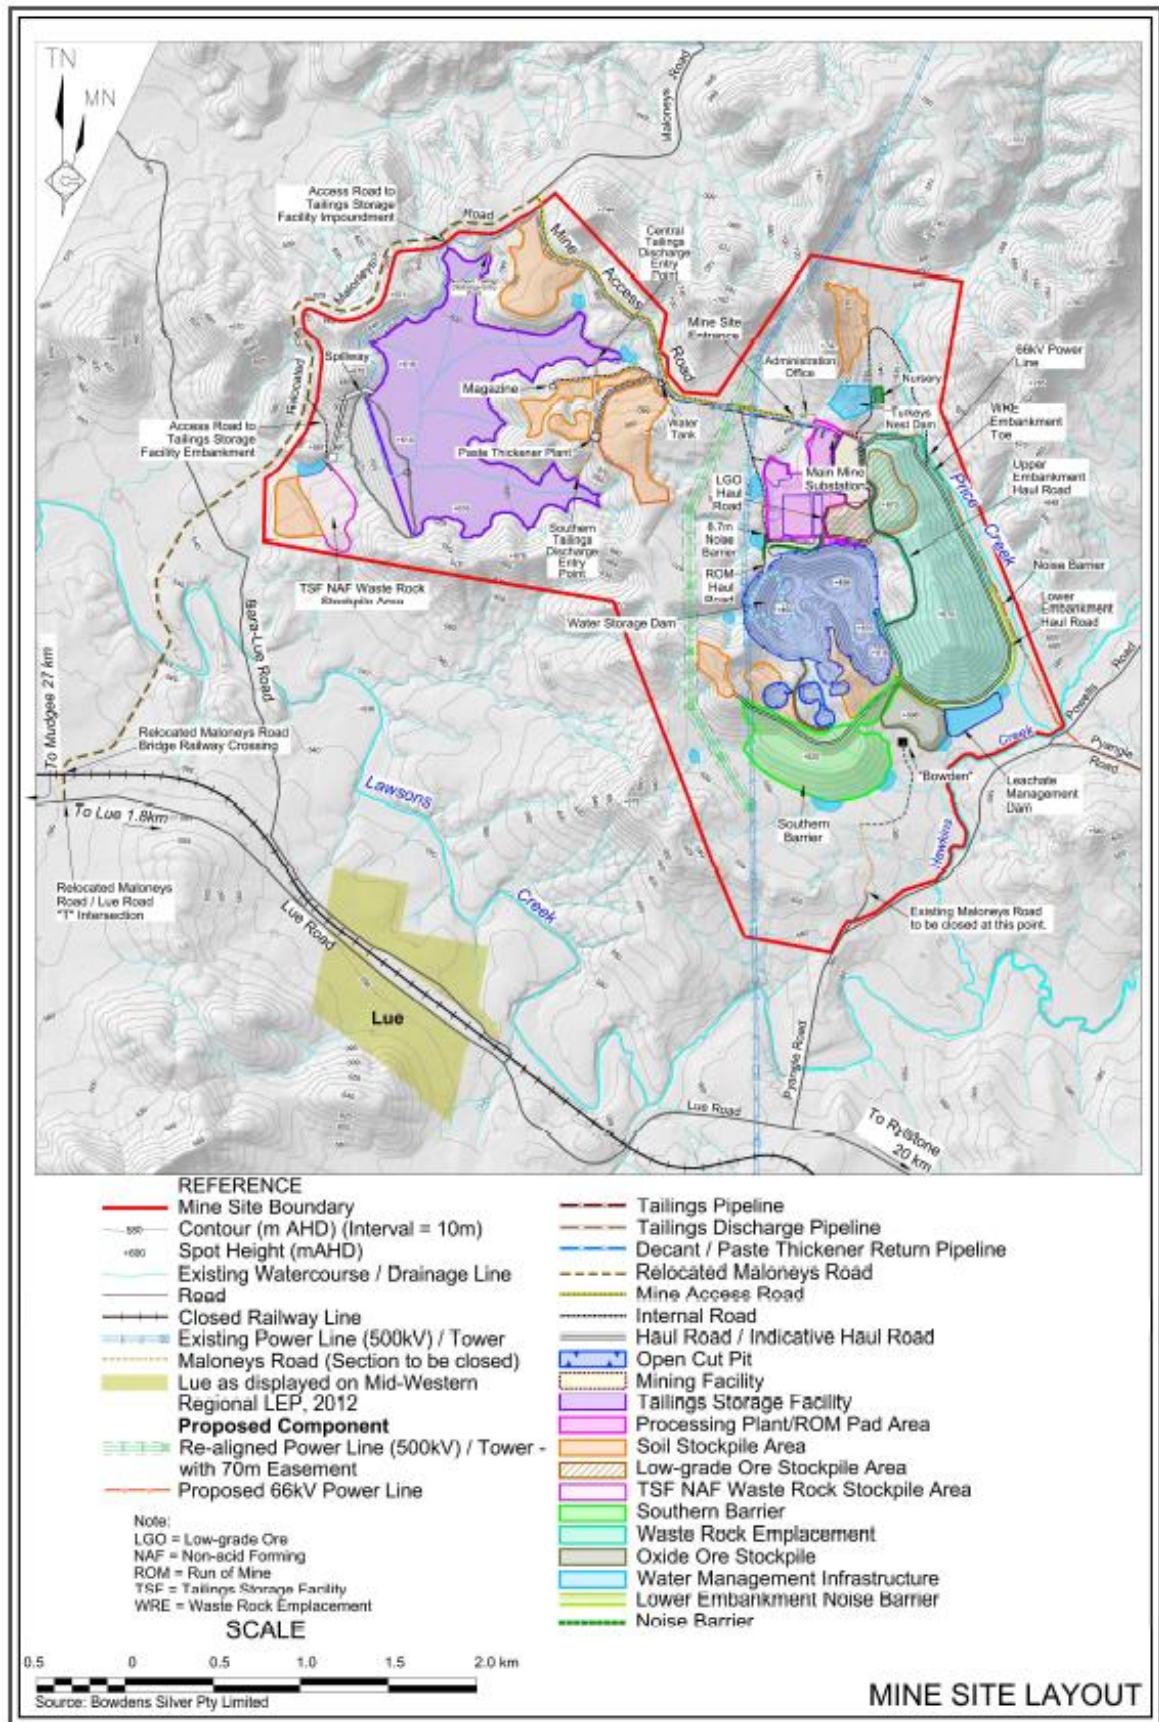 TN
MN
Maloneys Road
Access Road to
Tailings Storage
Facility Impoundment
Road
Maloneys
Relocated
Mine
Access
Road
Central
Tailings
Discharge
Entry
Point
Mine Site
Entrance
Administration
Office
66kV Power
Line
Nursery
Turkeys
Nest Dam
WRE
Embankment
Toe
Spillway
Magazine
Water
Tank
Access Road to
Tailings Storage
Facility Embankment
Paste Thickener Plant
LGO
Haul
Road
Main Mine
Substation
Upper
Embankment
Haul Road
Price Creek
Southern
Tailings
Discharge
Entry
Point
6.7m
Noise
Barrier
ROM
Haul
Road
Noise Barrier
TSF NAF Waste Rock
Stockpile Area
Water Storage Dam
Lower
Embankment
Haul Road
Bara-Lue Road
To Mudgee 27 km
Relocated Maloneys Road
Bridge Railway Crossing
Powells Road
Pyangle
Road
Creek
Hawkins
"Bowden"
Leachate
Management
Dam
Lawsons
Creek
To Lue 1.8km
Southern
Barrier
Relocated Maloneys
Road / Lue Road
"T" Intersection
Lue Road
Existing Maloneys Road
to be closed at this point.
Lue
Pyangle Road
Lue Road
To Rylstone
20 km
REFERENCE
Mine Site Boundary
Contour (m AHD) (Interval = 10m)
Spot Height (mAHD)
Existing Watercourse / Drainage Line
Road
Closed Railway Line
Existing Power Line (500kV) / Tower
Maloneys Road (Section to be closed)
Lue as displayed on Mid-Western
Regional LEP, 2012
Proposed Component
Re-aligned Power Line (500kV) / Tower -
with 70m Easement
Proposed 66kV Power Line
Note:
LGO = Low-grade Ore
NAF = Non-acid Forming
ROM = Run of Mine
TSF = Tailings Storage Facility
WRE = Waste Rock Emplacement
Tailings Pipeline
Tailings Discharge Pipeline
Decant / Paste Thickener Return Pipeline
Relocated Maloneys Road
Mine Access Road
Internal Road
Haul Road / Indicative Haul Road
Open Cut Pit
Mining Facility
Tailings Storage Facility
Processing Plant/ROM Pad Area
Soil Stockpile Area
Low-grade Ore Stockpile Area
TSF NAF Waste Rock Stockpile Area
Southern Barrier
Waste Rock Emplacement
Oxide Ore Stockpile
Water Management Infrastructure
Lower Embankment Noise Barrier
Noise Barrier
SCALE
0.5 0 0.5 1.0 1.5 2.0 km
Source: Bowdens Silver Pty Limited
MINE SITE LAYOUT